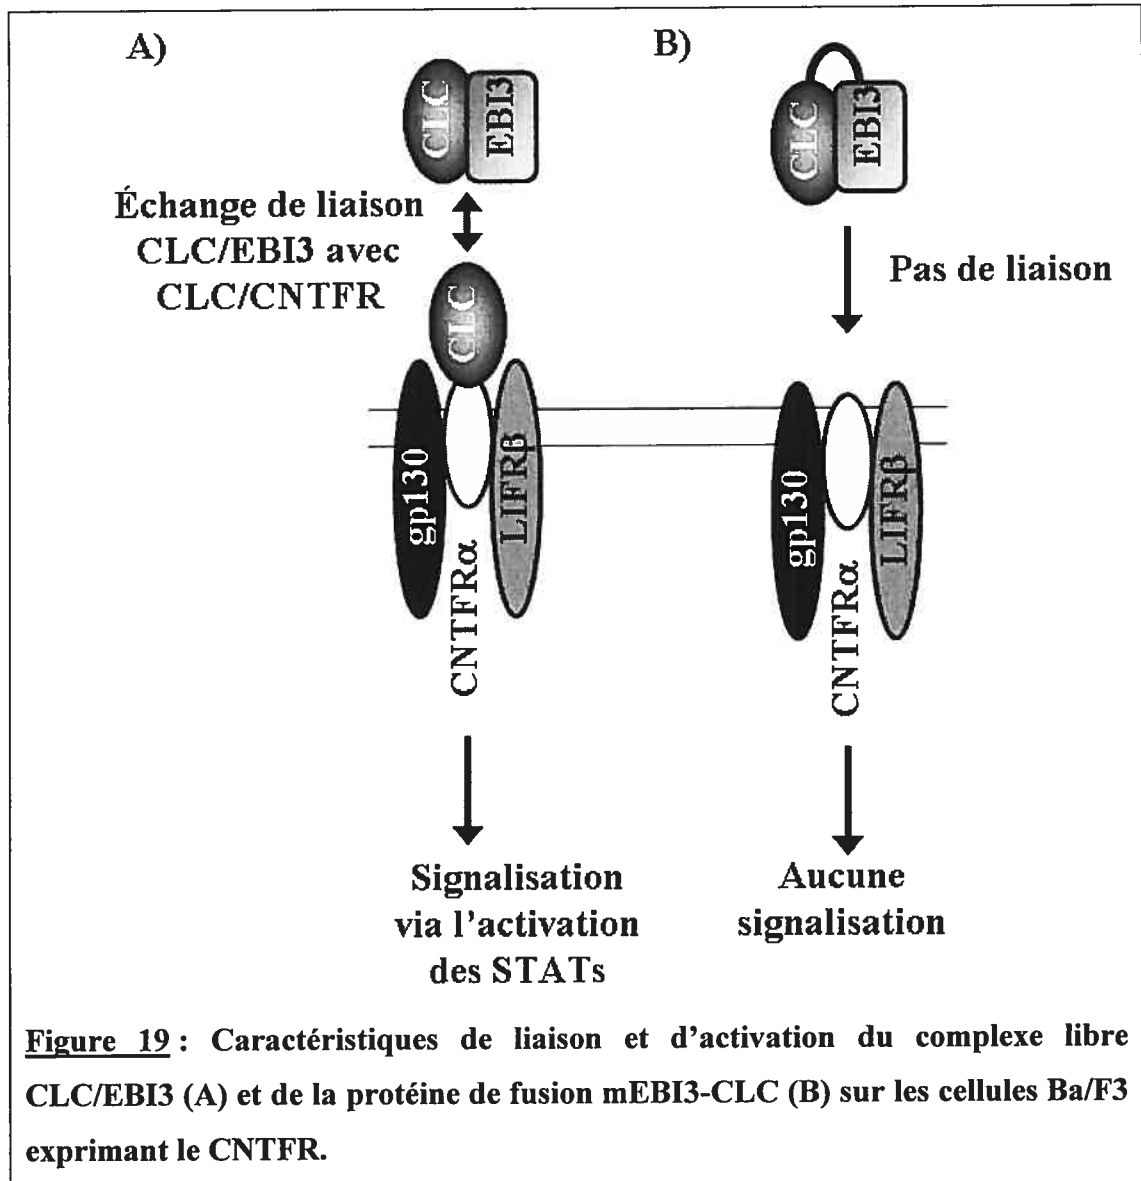 A)
CLC
EBI3
Échange de liaison
CLC/EBI3 avec
CLC/CNTFR
CLC
gp130
LIFRβ
CNTFRα
Signalisation
via l'activation
des STATs
B)
CLC
EBI3
Pas de liaison
gp130
LIFRβ
CNTFRα
Aucune
signalisation
Figure 19 : Caractéristiques de liaison et d'activation du complexe libre
CLC/EBI3 (A) et de la protéine de fusion mEBI3-CLC (B) sur les cellules Ba/F3
exprimant le CNTFR.